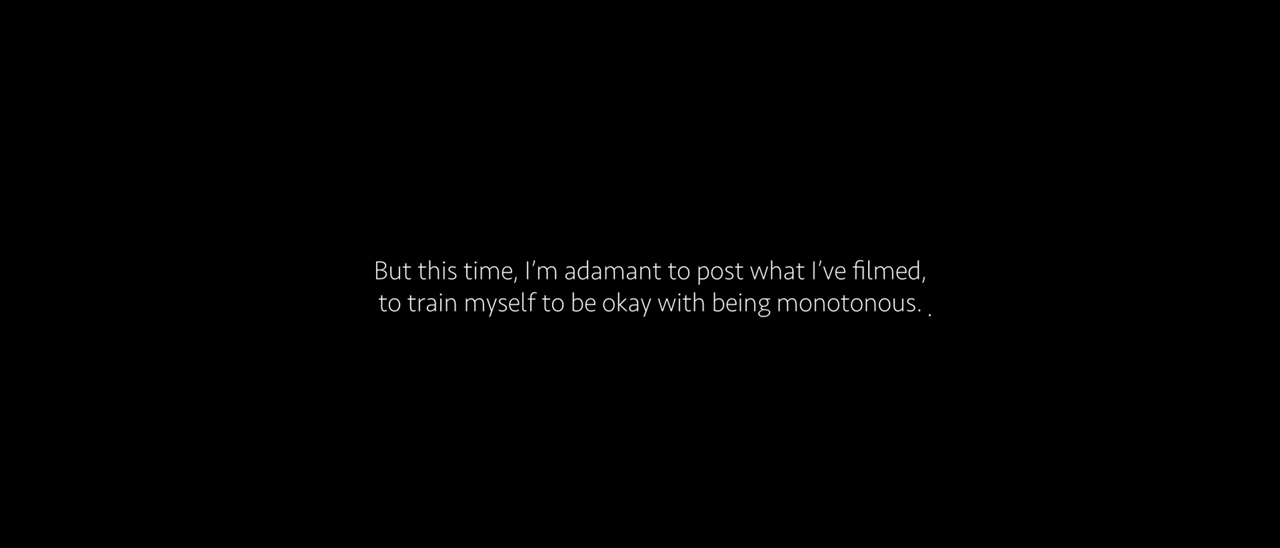 But this time, I’m adamant to post what I’ve filmed,
to train myself to be okay with being monotonous. .